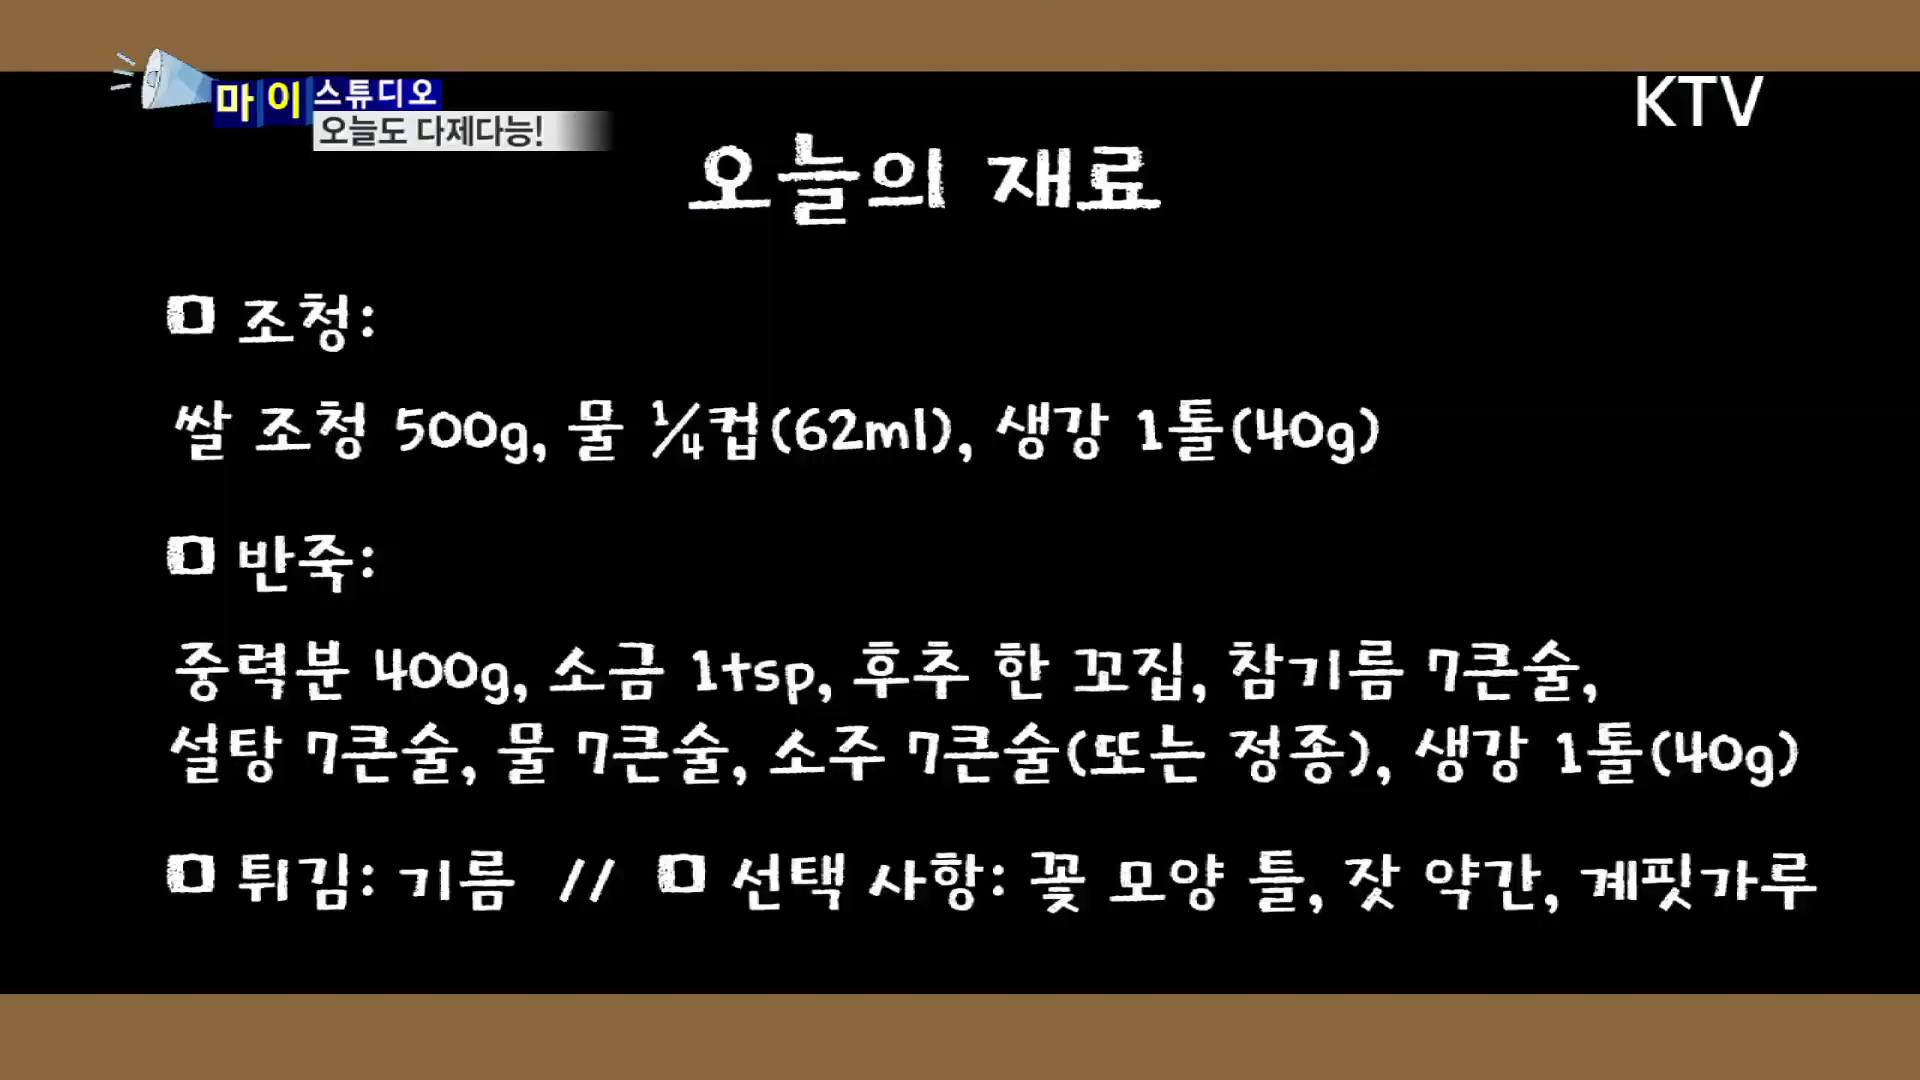 마이 스튜디오
오늘도 다제다능!
KTV
오늘의 재료
□ 조청:
쌀 조청 500g, 물 ¼컵(62ml), 생강 1톨(40g)
□ 반죽:
중력분 400g, 소금 1tsp, 후추 한 꼬집, 참기름 7큰술,
설탕 7큰술, 물 7큰술, 소주 7큰술(또는 정종), 생강 1톨(40g)
□ 튀김: 기름 // □ 선택 사항: 꽃 모양 틀, 잣 약간, 계핏가루